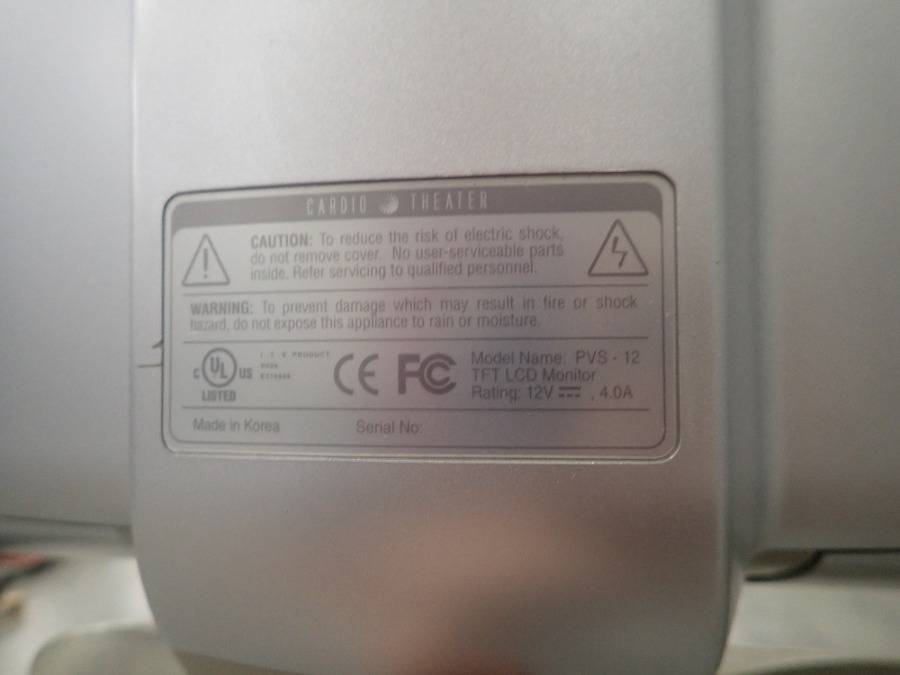 CARDIO THEATER
CAUTION: To reduce the risk of electric shock,
do not remove cover. No user-serviceable parts
inside. Refer servicing to qualified personnel.
WARNING: To prevent damage which may result in fire or shock
hazard, do not expose this appliance to rain or moisture.
C UL US
LISTED
I.T.E PRODUCT
CE FC
Model Name: PVS - 12
TFT LCD Monitor
Rating: 12V , 4.0A
Made in Korea Serial No: